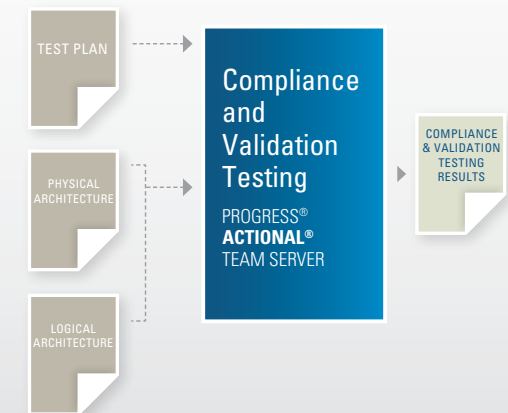 TEST PLAN
PHYSICAL
ARCHITECTURE
LOGICAL
ARCHITECTURE
Compliance
and
Validation
Testing
PROGRESS®
ACTIONAL®
TEAM SERVER
COMPLIANCE
& VALIDATION
TESTING
RESULTS